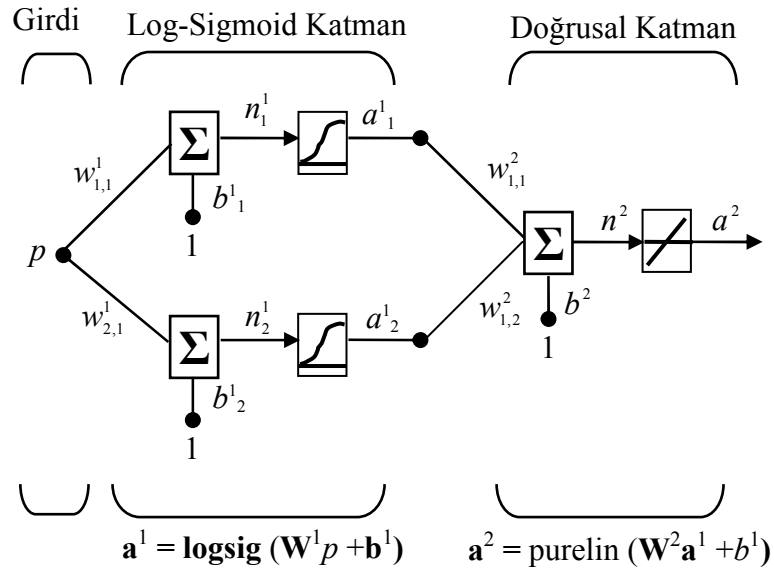 Girdi Log-Sigmoid Katman Doğrusal Katman
n¹₁ a¹₁
Σ
w¹₁,₁ b¹₁ w²₁,₁
1
n² a²
p Σ
w¹₂,₁ n¹₂ a¹₂ w²₁,₂ b²
Σ 1
b¹₂
1
a¹ = logsig (W¹p +b¹) a² = purelin (W²a¹ +b¹)